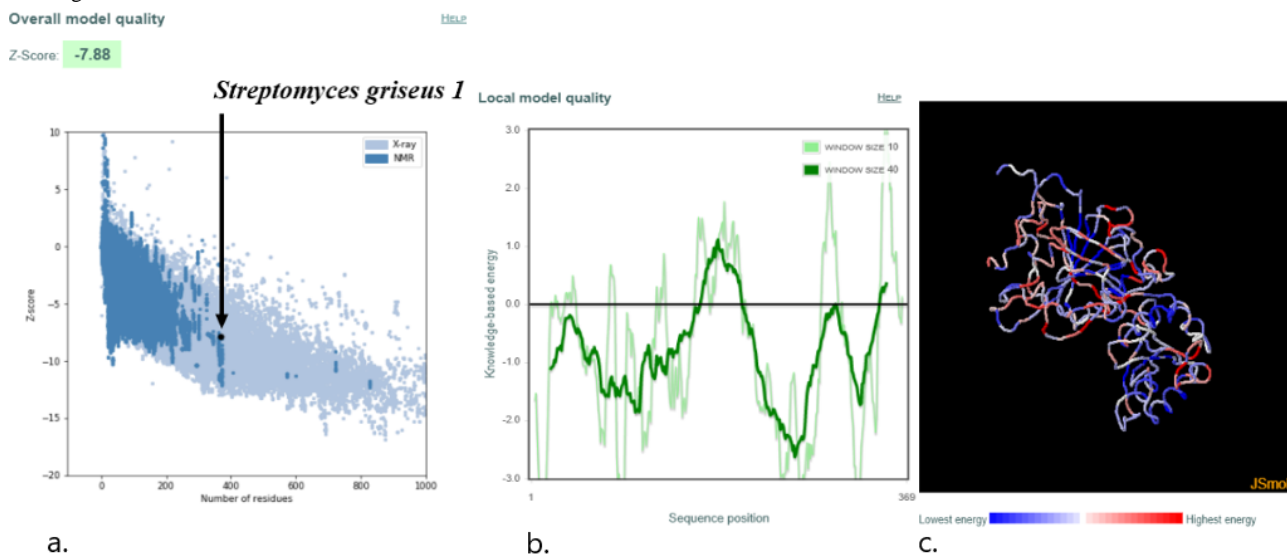 Overall model quality
HELP
Z-Score: -7.88
Streptomyces griseus 1
10
5
0
−5
−10
−15
−20
Z-score
X-ray
NMR
0 200 400 600 800 1000
Number of residues
a.
Local model quality
HELP
3.0
2.0
1.0
0.0
-1.0
-2.0
-3.0
Knowledge-based energy
WINDOW SIZE 10
WINDOW SIZE 40
1 369
Sequence position
b.
JSmo
Lowest energy Highest energy
c.